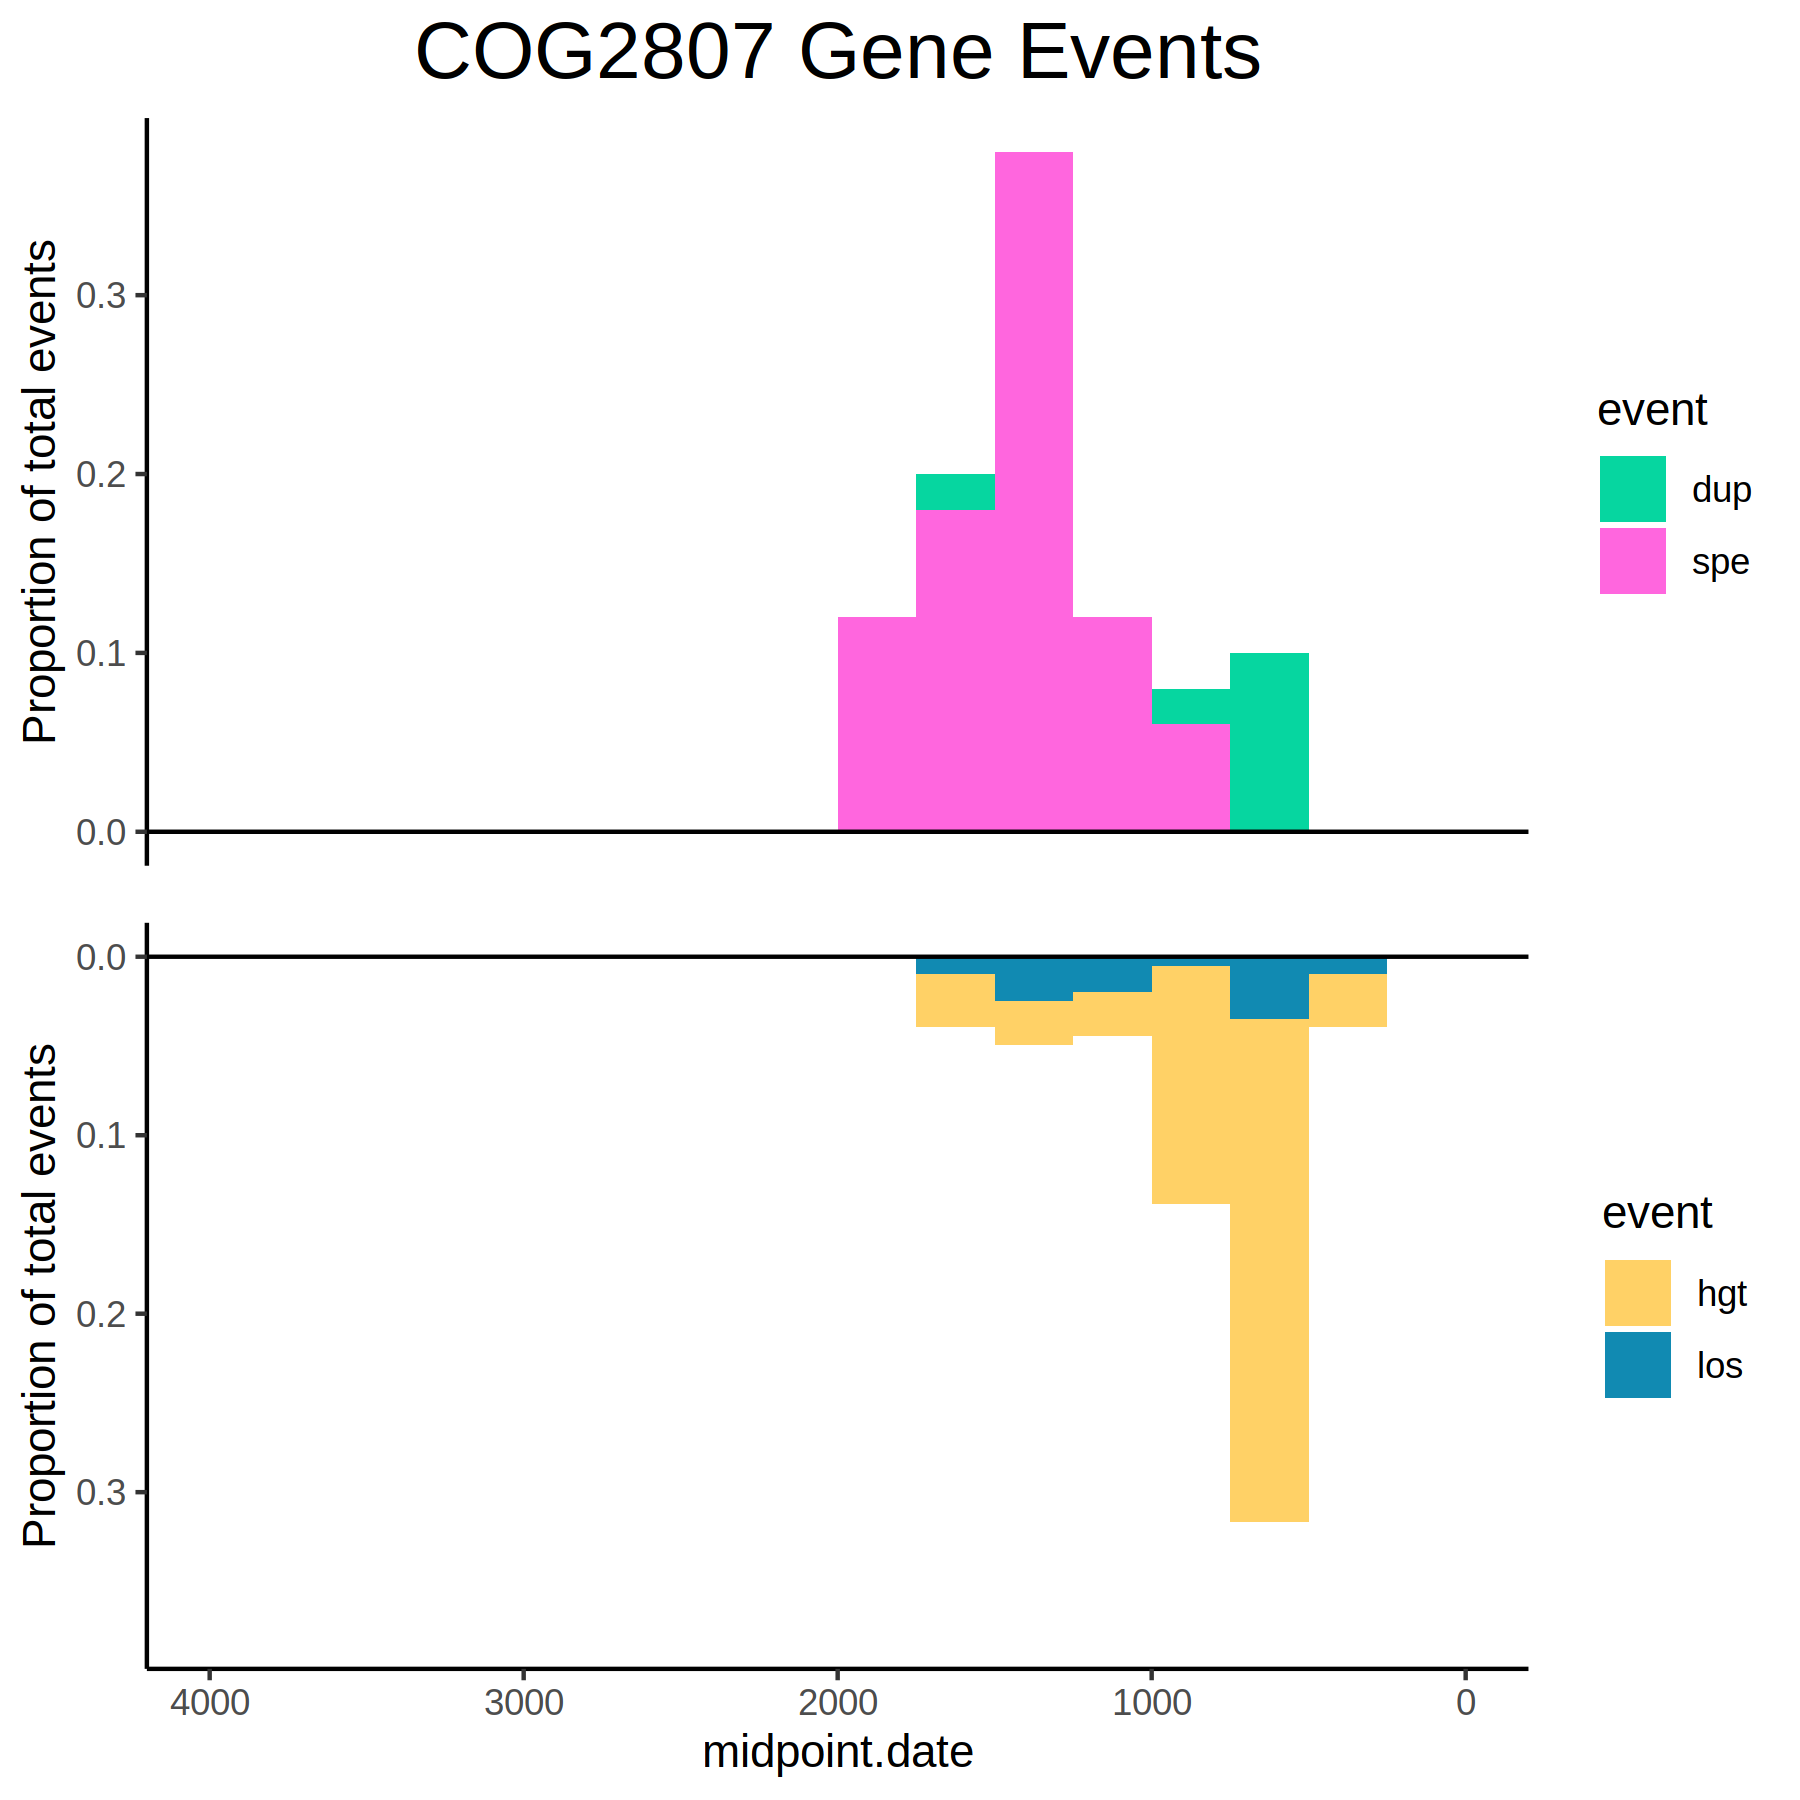 COG2807 Gene Events
Proportion of total events
0.3
0.2
0.1
0.0
event
dup
spe
Proportion of total events
0.0
0.1
0.2
0.3
event
hgt
los
4000 3000 2000 1000 0
midpoint.date